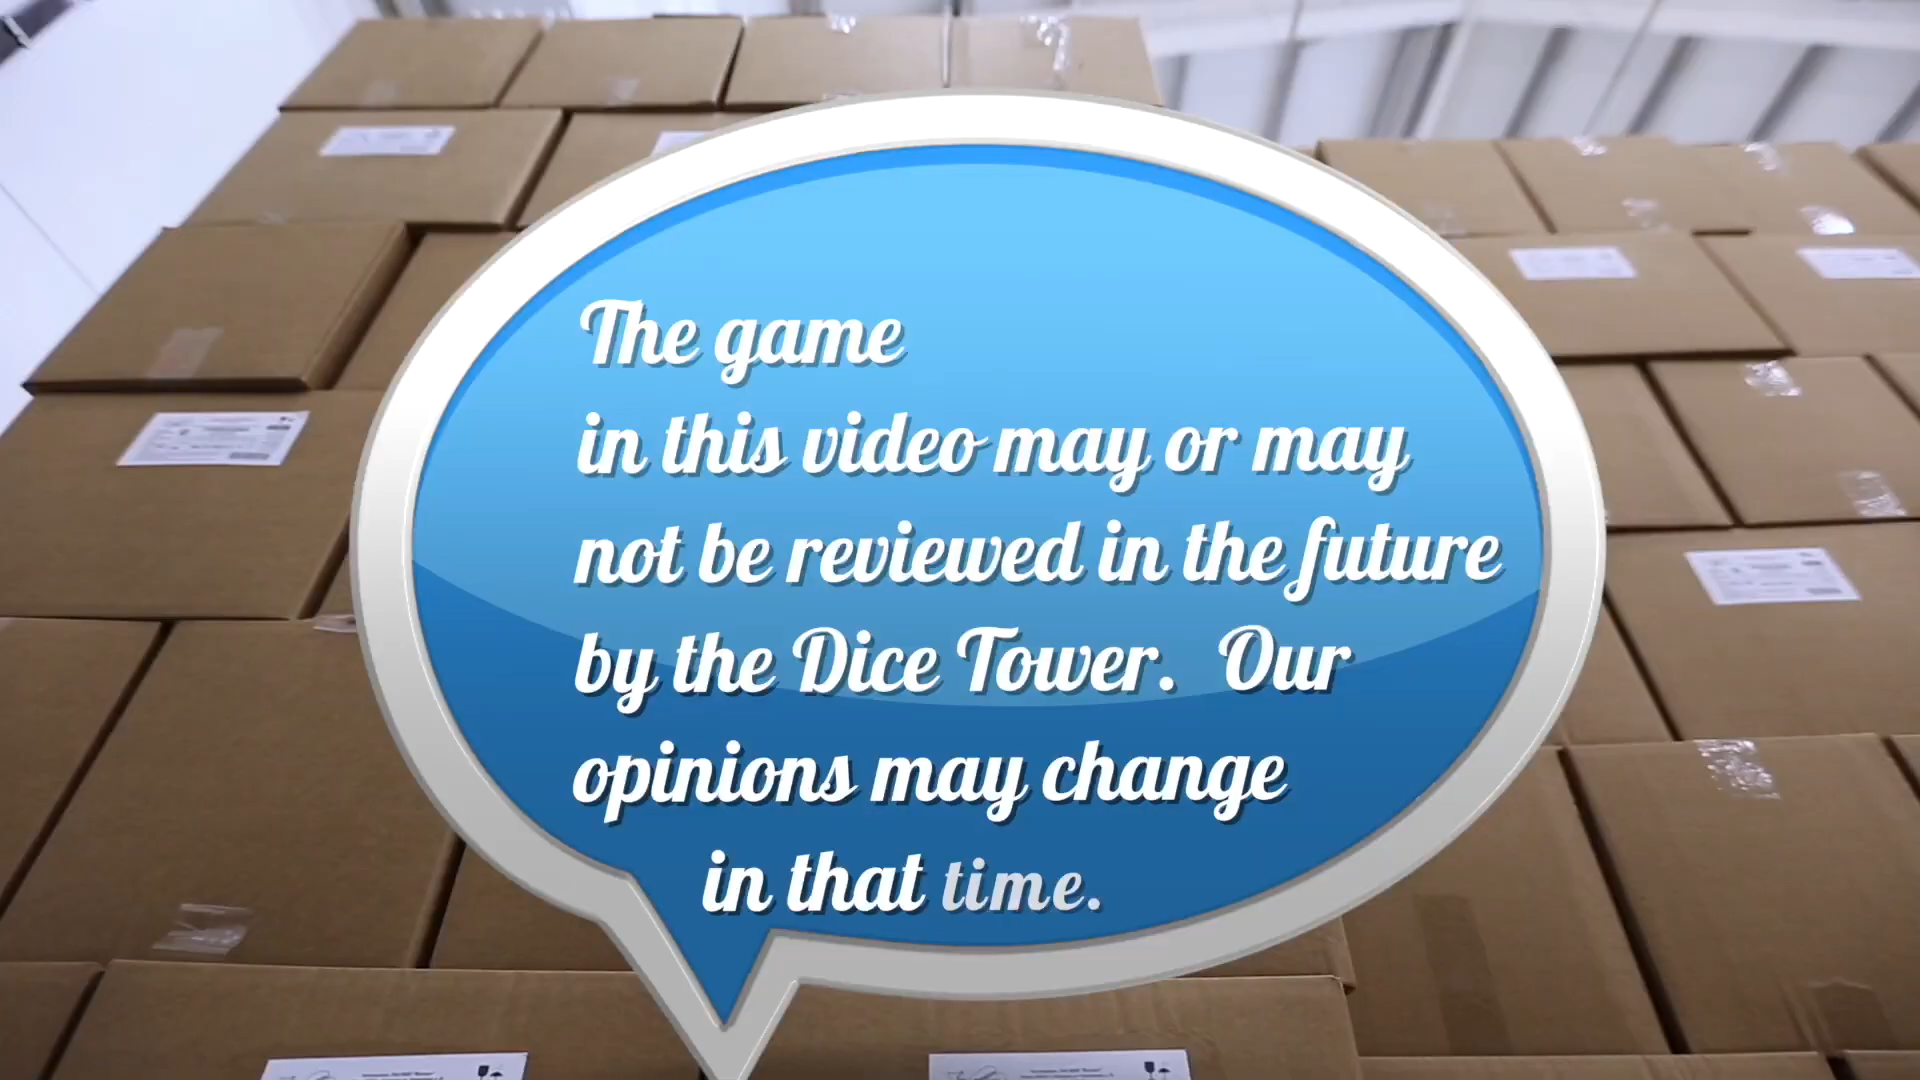 The game
in this video may or may
not be reviewed in the future
by the Dice Tower. Our
opinions may change
in that time.